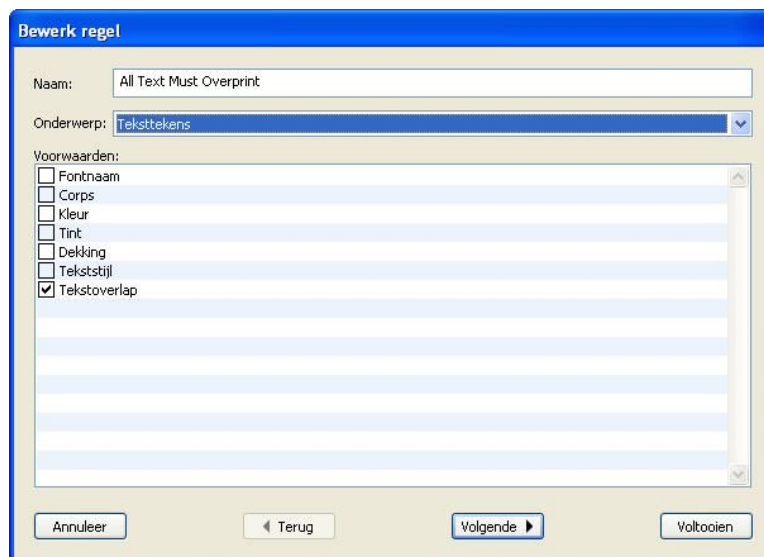 Bewerk regel
Naam: All Text Must Overprint
Onderwerp: Teksttekens
Voorwaarden:
Fontnaam
Corps
Kleur
Tint
Dekking
Tekststijl
Tekstoverlap
Annuleer Terug Volgende Voltooien